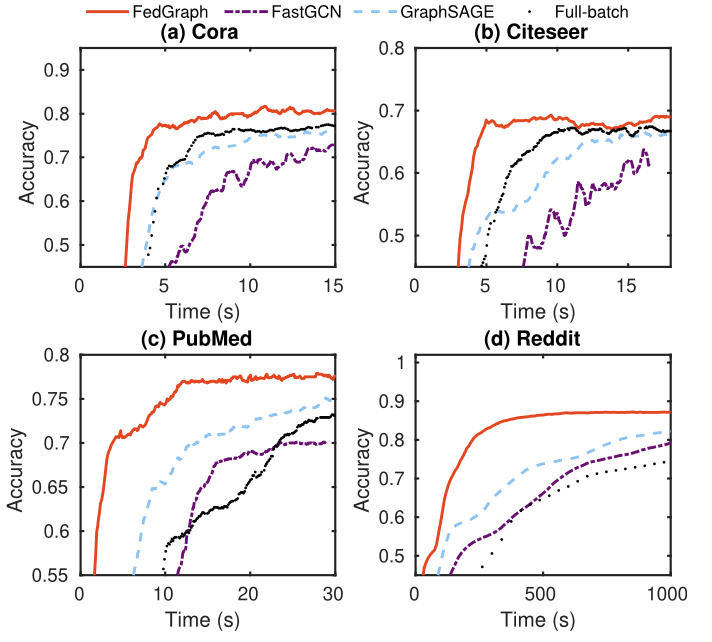 FedGraph FastGCN GraphSAGE Full-batch
(a) Cora
0.9
0.8
0.7
0.6
0.5
Accuracy
0 5 10 15
Time (s)
(b) Citeseer
0.8
0.7
0.6
0.5
Accuracy
0 5 10 15
Time (s)
(c) PubMed
0.8
0.75
0.7
0.65
0.6
0.55
Accuracy
0 10 20 30
Time (s)
(d) Reddit
1
0.9
0.8
0.7
0.6
0.5
Accuracy
0 500 1000
Time (s)